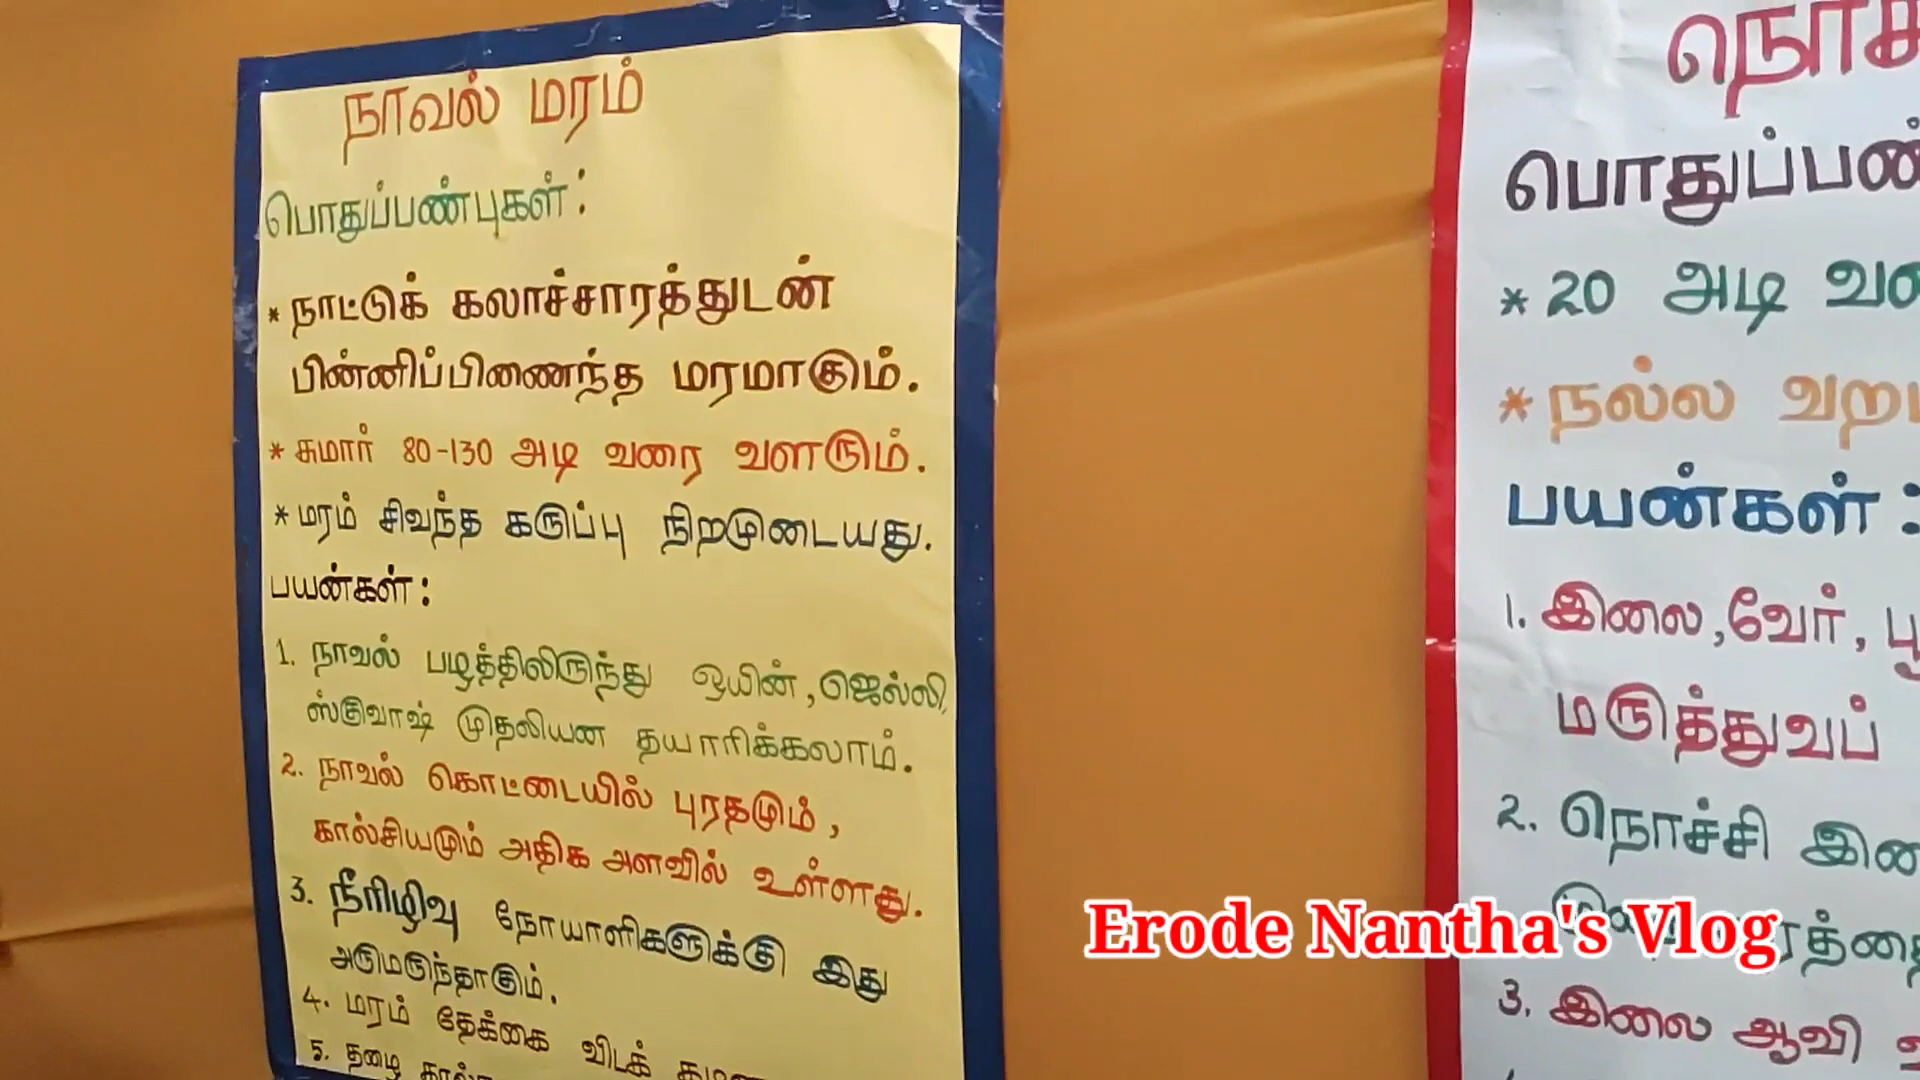 நாவல் மரம்
பொதுப்பண்புகள் :
* நாட்டுக் கலாச்சாரத்துடன்
பின்னிப்பிணைந்த மரமாகும்.
* சுமார் 80-130 அடி வரை வளரும்.
* மரம் சிவந்த கருப்பு நிறமுடையது.
பயன்கள் :
1. நாவல் பழத்திலிருந்து ஒயின், ஜெல்லி,
ஸ்குவாஷ் முதலியன தயாரிக்கலாம்.
2. நாவல் கொட்டையில் புரதமும்,
கால்சியமும் அதிக அளவில் உள்ளது.
3. நீரிழிவு நோயாளிகளுக்கு இது
அருமருந்தாகும்.
4. மரம் தேக்கை விடக்
5. தழை
பொதுப்பண்
* 20 அடி
* நல்ல
பயன்கள் :
1. இலை, வேர்,
மருத்துவப்
2. நொச்சி
3. இலை ஆவி
Erode Nantha's Vlog